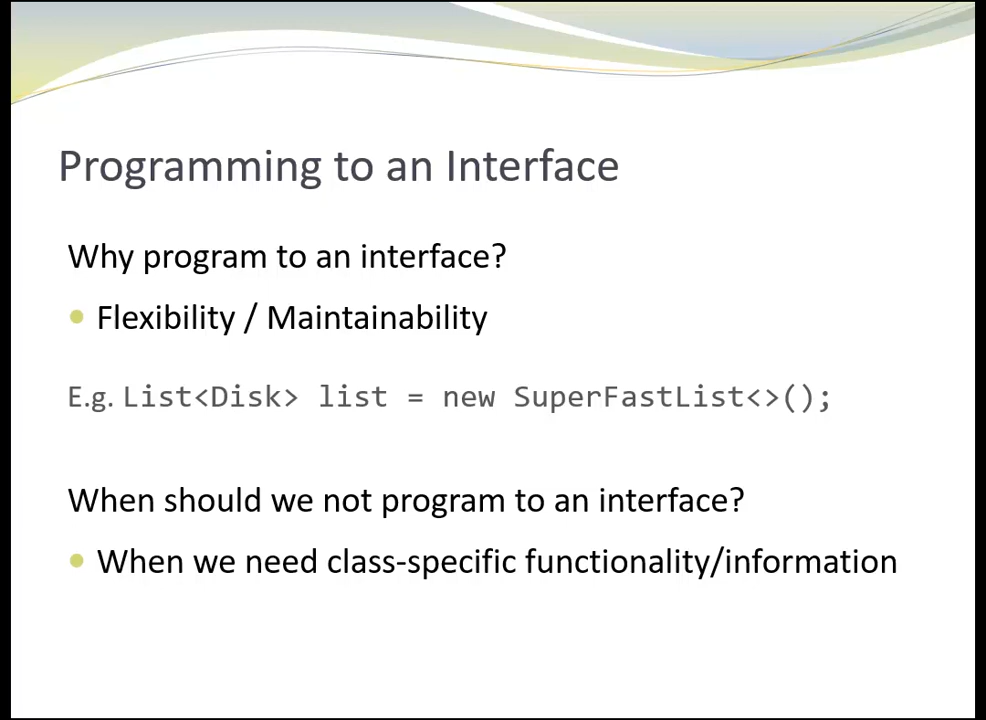 Programming to an Interface
Why program to an interface?
• Flexibility / Maintainability
E.g. List<Disk> list = new SuperFastList<>();
When should we not program to an interface?
• When we need class-specific functionality/information